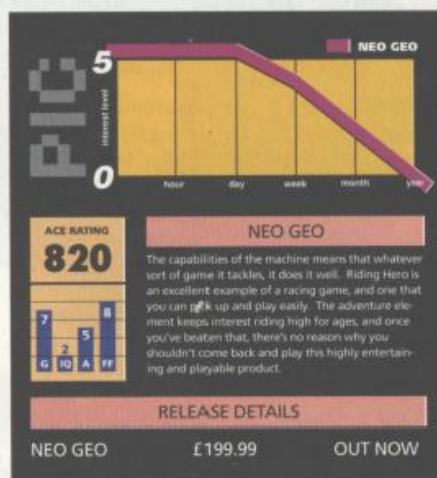 PIC
NEO GEO
5
interest level
0
hour day week month year
ACE RATING
820
7 2 5 8
G IQ A FF
NEO GEO
The capabilities of the machine means that whatever
sort of game it tackles, it does it well. Riding Hero is
an excellent example of a racing game, and one that
you can pick up and play easily. The adventure ele-
ment keeps interest riding high for ages, and once
you've beaten that, there's no reason why you
shouldn't come back and play this highly entertain-
ing and playable product.
RELEASE DETAILS
NEO GEO £199.99 OUT NOW